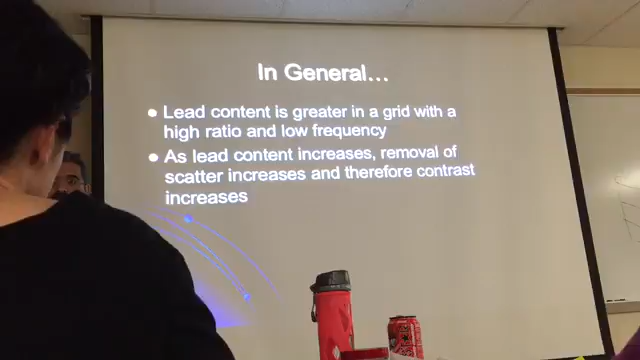 In General...
• Lead content is greater in a grid with a
high ratio and low frequency
• As lead content increases, removal of
scatter increases and therefore contrast
increases